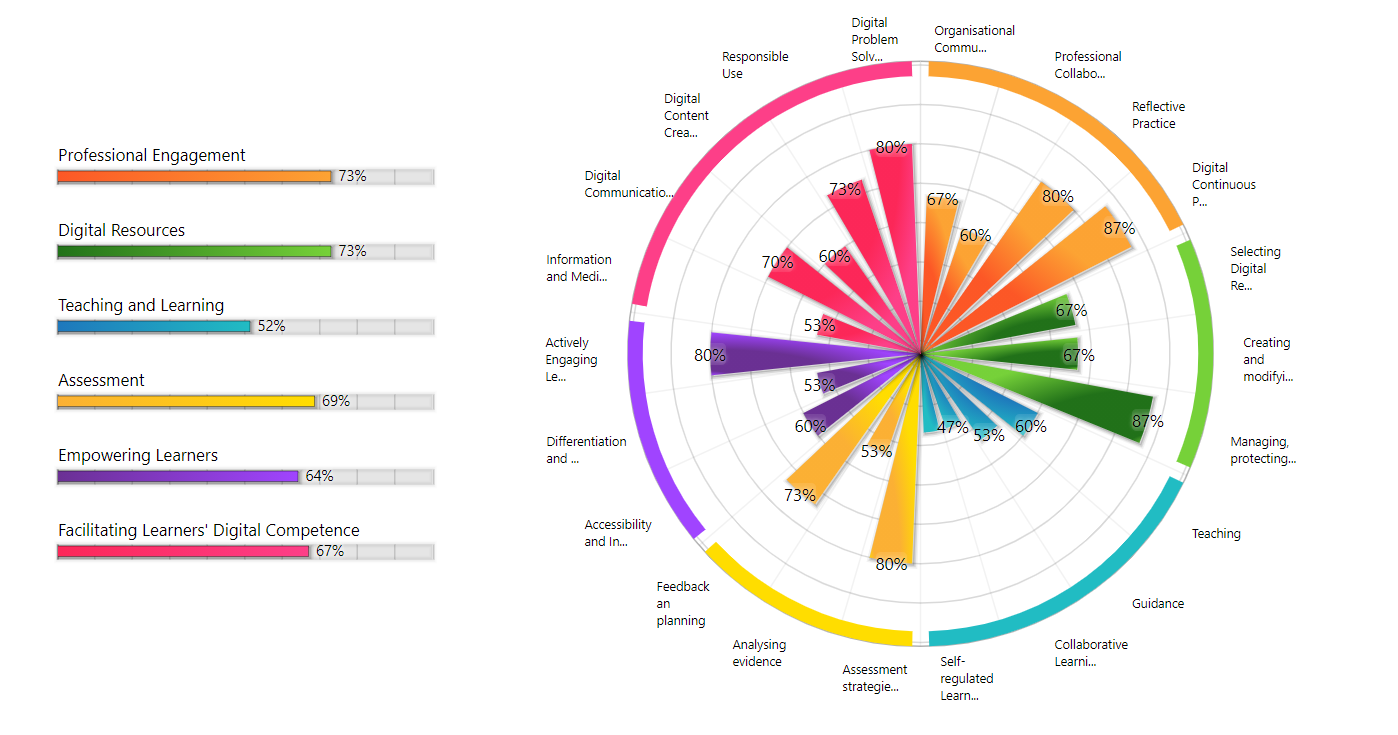 Professional Engagement
73%
Digital Resources
73%
Teaching and Learning
52%
Assessment
69%
Empowering Learners
64%
Facilitating Learners' Digital Competence
67%
Digital
Problem
Solv...
Organisational
Commu...
Professional
Collabo...
Reflective
Practice
Digital
Continuous
P...
Selecting
Digital
Re...
Creating
and
modifyi...
Managing,
protecting...
Teaching
Guidance
Collaborative
Learni...
Self-
regulated
Learn...
Assessment
strategie...
Analysing
evidence
Feedback
an
planning
Accessibility
and In...
Differentiation
and ...
Actively
Engaging
Le...
Information
and Medi...
Digital
Communicatio...
Digital
Content
Crea...
Responsible
Use
67%
60%
80%
87%
67%
67%
87%
60%
53%
47%
80%
53%
73%
60%
53%
80%
53%
70%
60%
73%
80%